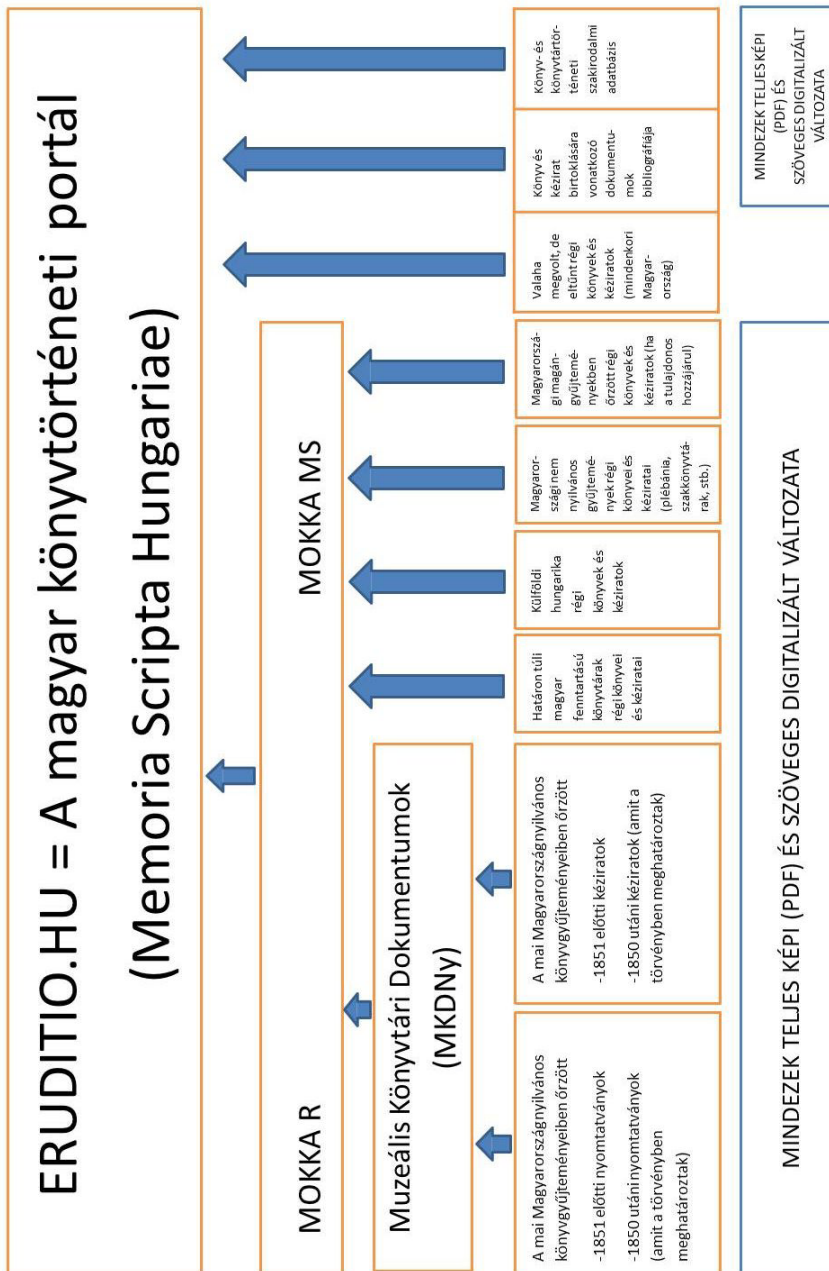 ERUDITIO.HU = A magyar könyvtörténeti portál
(Memoria Scripta Hungariae)
MOKKA R
MOKKA MS
Muzeális Könyvtári Dokumentumok
(MKDNy)
A mai Magyarországnyilvános
könyvgyűjteményeiben őrzött
-1851 előtti nyomtatványok
-1850 utáni nyomtatványok
(amit a törvényben
meghatároztak)
A mai Magyarországnyilvános
könyvgyűjteményeiben őrzött
-1851 előtti kéziratok
-1850 utáni kéziratok (amit a
törvényben meghatároztak)
Határon túli
magyar
fenntartású
könyvtárak
régi könyvei
és kéziratai
Külföldi
hungarika
régi
könyvek és
kéziratok
Magyaror-
szági nem
nyilvános
gyűjtemé-
nyek régi
könyvei és
kéziratai
(plébánia,
szakkönyvtá-
rak, stb.)
Magyarorszá-
gi magán-
gyűjtemé-
nyekben
őrzött régi
könyvek és
kéziratok (ha
a tulajdonos
hozzájárul)
Valaha
megvolt, de
eltűnt régi
könyvek és
kéziratok
(mindenkori
Magyar-
ország)
Könyv és
kézirat
birtoklására
vonatkozó
dokumentu-
mok
bibliográfiája
Könyv- és
könyvtártör-
téneti
szakirodalmi
adatbázis
MINDEZEK TELJES KÉPI (PDF) ÉS SZÖVEGES DIGITALIZÁLT VÁLTOZATA
MINDEZEK TELJES KÉPI
(PDF) ÉS
SZÖVEGES DIGITALIZÁLT
VÁLTOZATA